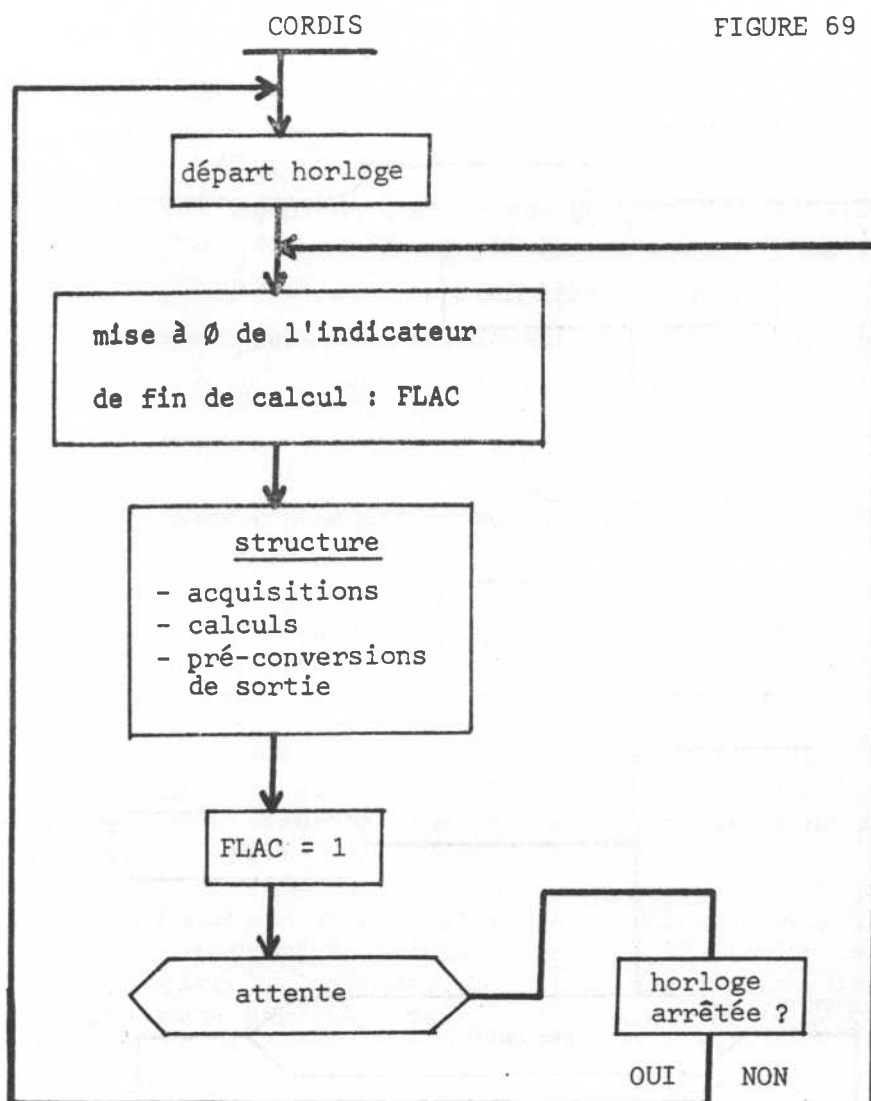 CORDIS
FIGURE 69
départ horloge
mise à Ø de l'indicateur
de fin de calcul : FLAC
structure
- acquisitions
- calculs
- pré-conversions
de sortie
FLAC = 1
attente
horloge
arrêtée ?
OUI NON